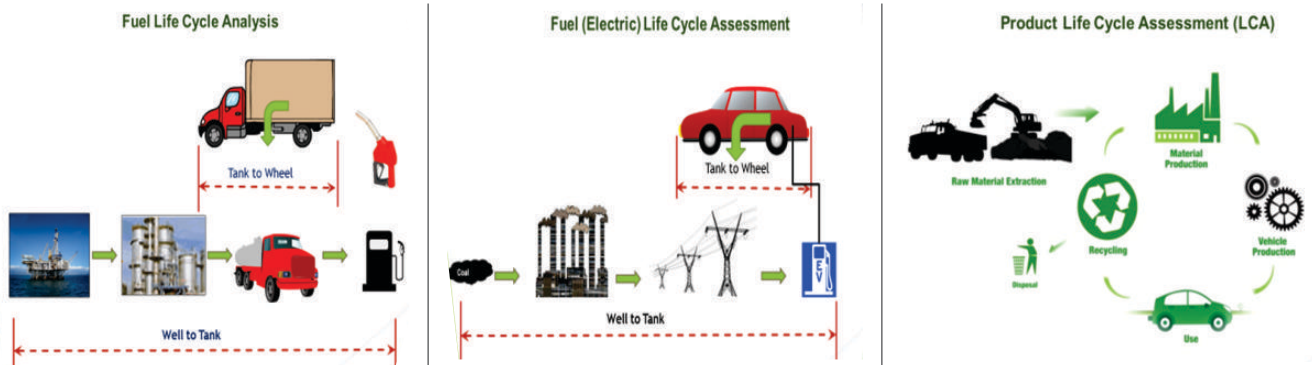 Fuel Life Cycle Analysis
Tank to Wheel
Well to Tank
Fuel (Electric) Life Cycle Assessment
Tank to Wheel
Coal
EV
Well to Tank
Product Life Cycle Assessment (LCA)
Raw Material Extraction
Material
Production
Recycling
Vehicle
Production
Disposal
Use